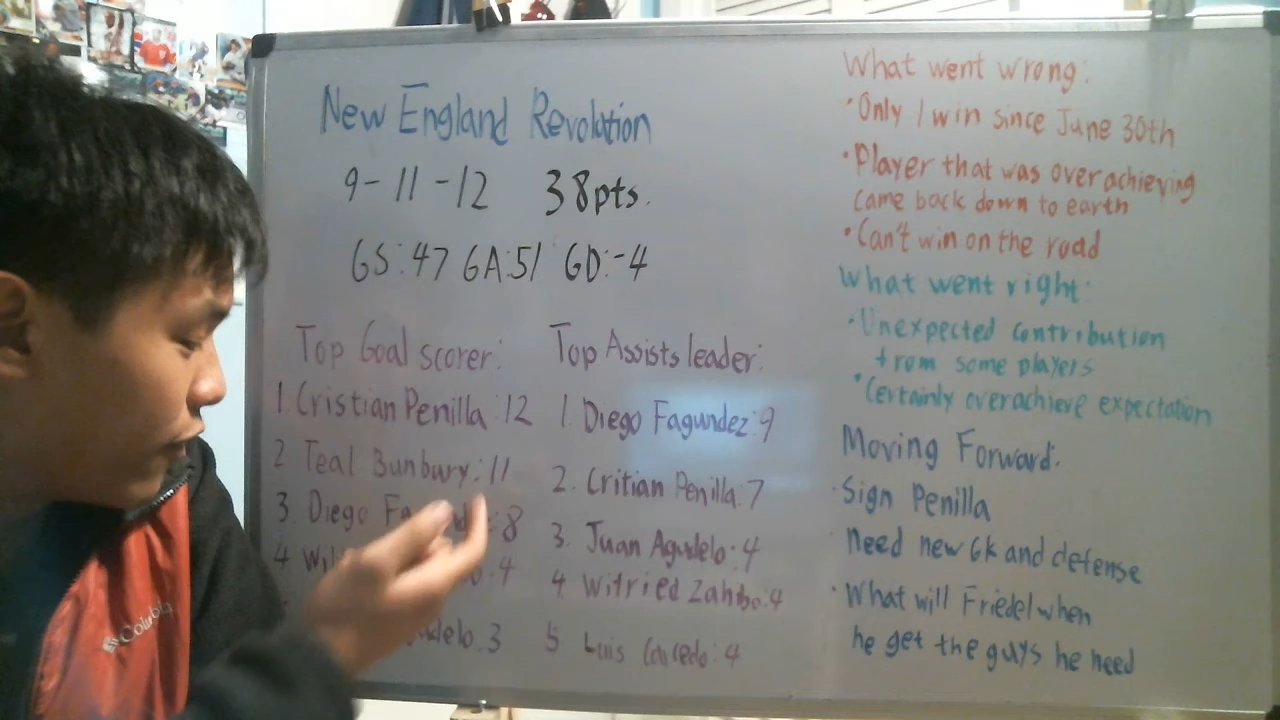 New England Revolation
9-11-12 38pts.
GS:47 GA:51 GD:-4
Top Goal scorer:
1. Cristian Penilla:12
2 Teal Bunbury:11
3. Diego 8
4 4
3
Top Assists leader:
1. Diego Fagundez:9
2. Critian Penilla:7
3. Juan Agudelo:4
4 Wilfried Zahibo:4
5 Luis Caicedo:4
What went wrong:
·Only 1 win since June 30th
·Player that was overachieving
came back down to earth
·Can't win on the road
What went right:
·Unexpected contribution
from some players
·Certainly overachieve expectation
Moving Forward:
·Sign Penilla
·Need new GK and defense
·What will Friedel when
he get the guys he need
Columbia